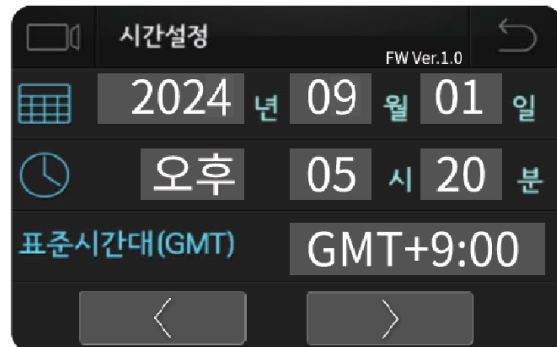 시간설정
FW Ver.1.0
2024 년 09 월 01 일
오후 05 시 20 분
표준시간대(GMT) GMT+9:00